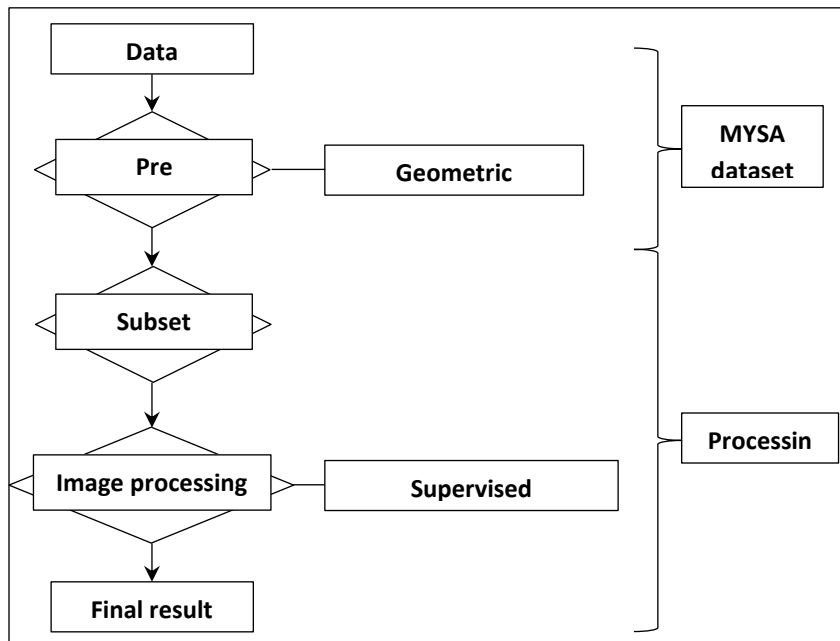 Data
Pre
Geometric
MYSA
dataset
Subset
Image processing
Supervised
Processin
Final result